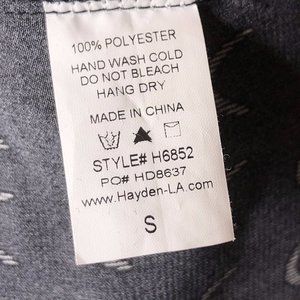 100% POLYESTER
HAND WASH COLD
DO NOT BLEACH
HANG DRY
MADE IN CHINA
STYLE# H6852
PO# HD8637
www.Hayden-LA.com
S